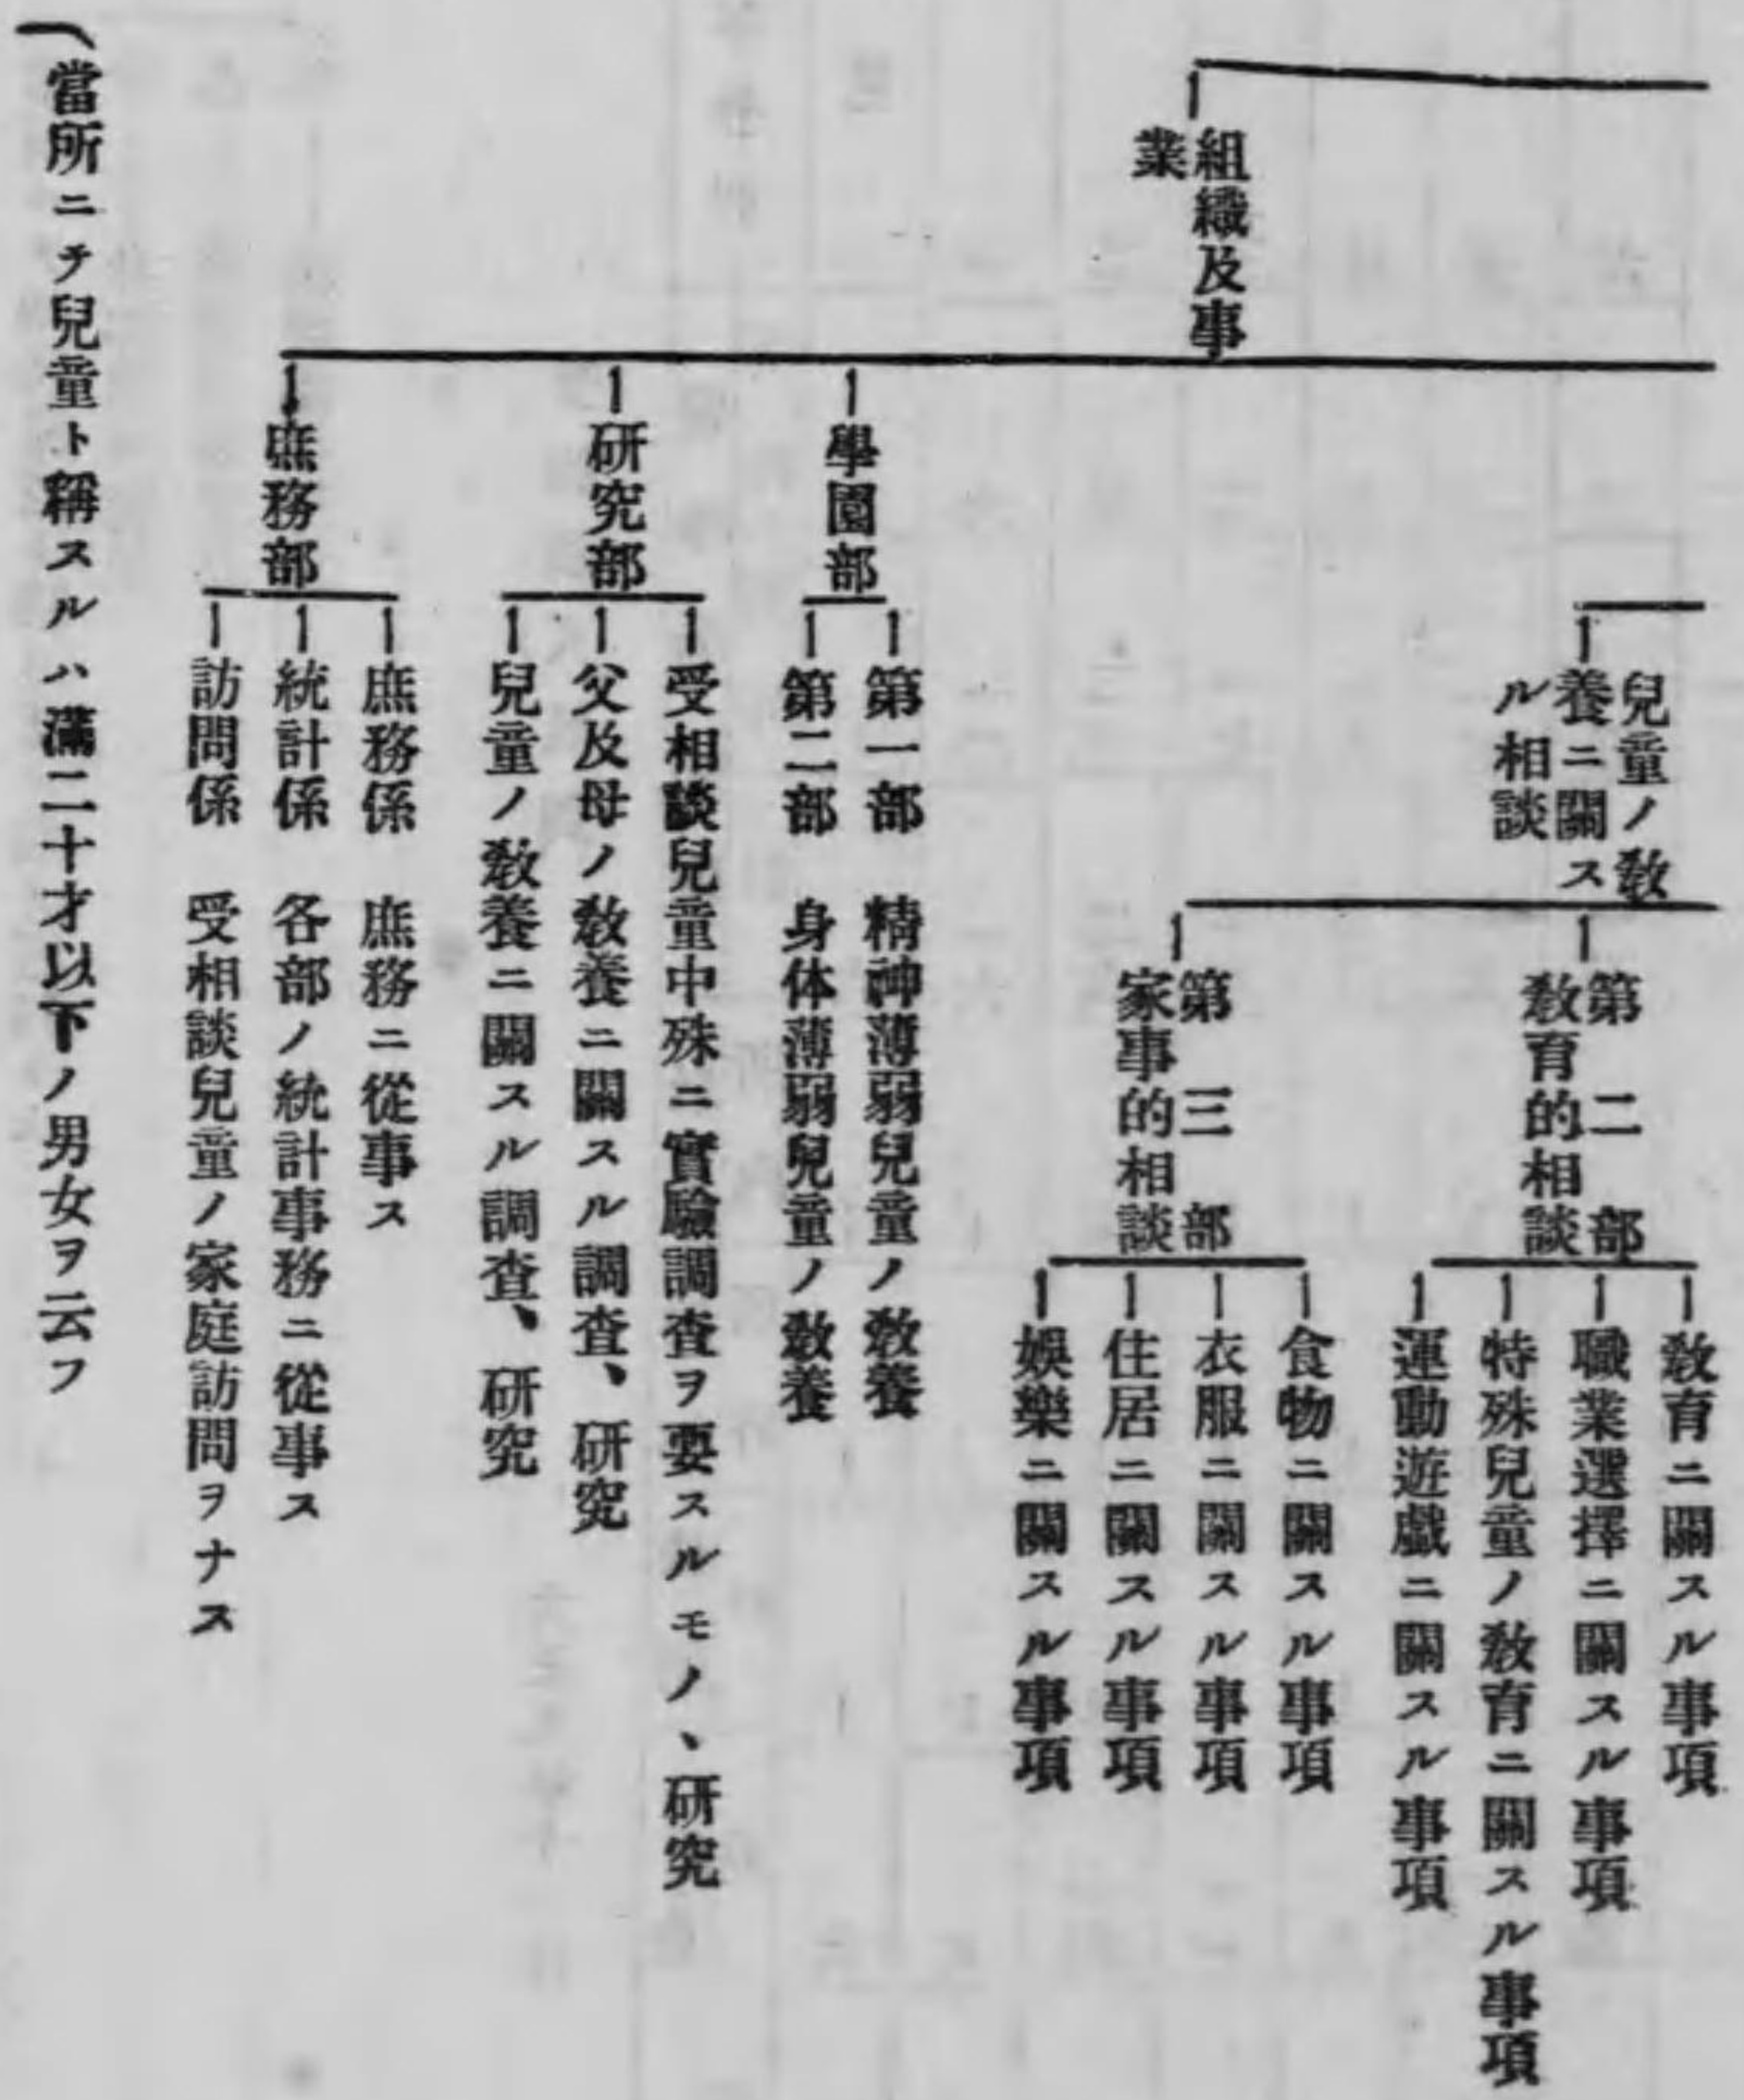 組織及事
業
兒童ノ敎
養ニ關ス
ル相談
第二部
敎育的相談
敎育ニ關スル事項
職業選擇ニ關スル事項
特殊兒童ノ敎育ニ關スル事項
運動遊戲ニ關スル事項
第三部
家事的相談
食物ニ關スル事項
衣服ニ關スル事項
住居ニ關スル事項
娛樂ニ關スル事項
學園部
第一部 精神薄弱兒童ノ敎養
第二部 身体薄弱兒童ノ敎養
研究部
受相談兒童中殊ニ實驗調査ヲ要スルモノヽ研究
父及母ノ敎養ニ關スル調査、研究
兒童ノ敎養ニ關スル調査、研究
庶務部
庶務係 庶務ニ從事ス
統計係 各部ノ統計事務ニ從事ス
訪問係 受相談兒童ノ家庭訪問ヲナス
(當所ニテ兒童ト稱スルハ滿二十才以下ノ男女ヲ云フ